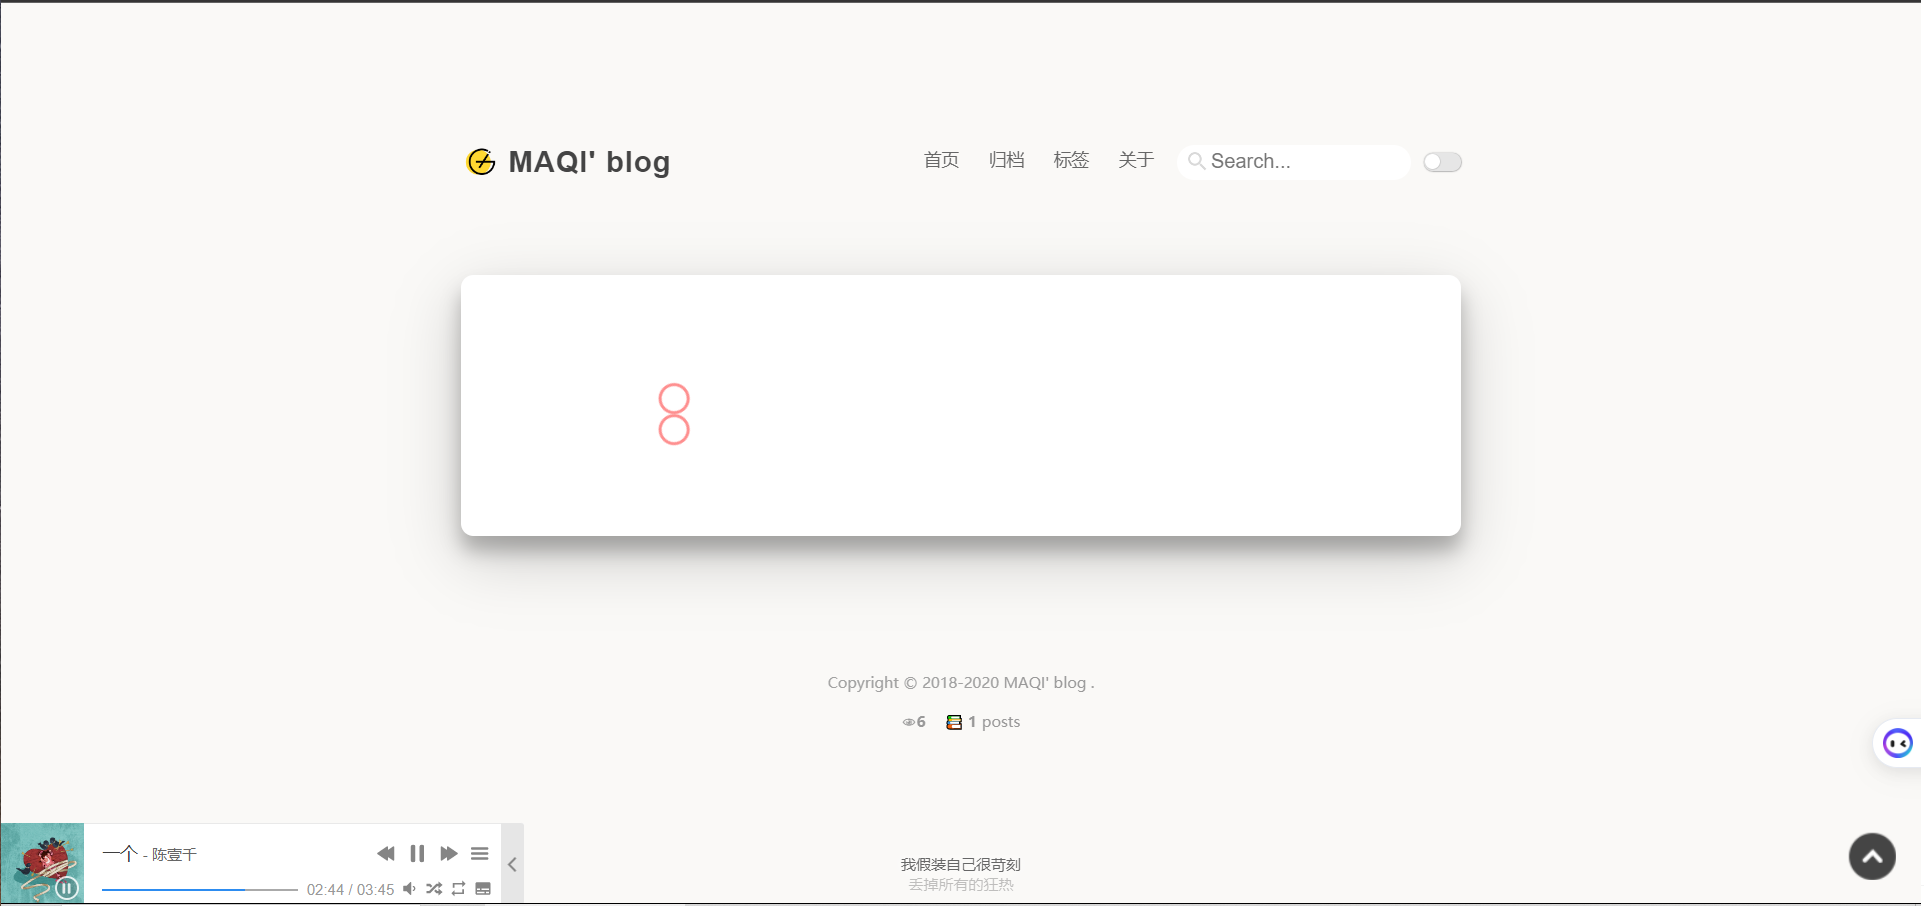 MAQI' blog
首页 归档 标签 关于 Search...
Copyright © 2018-2020 MAQI' blog .
6 1 posts
一个 - 陈壹千
02:44 / 03:45
我假装自己很苛刻
丢掉所有的狂热